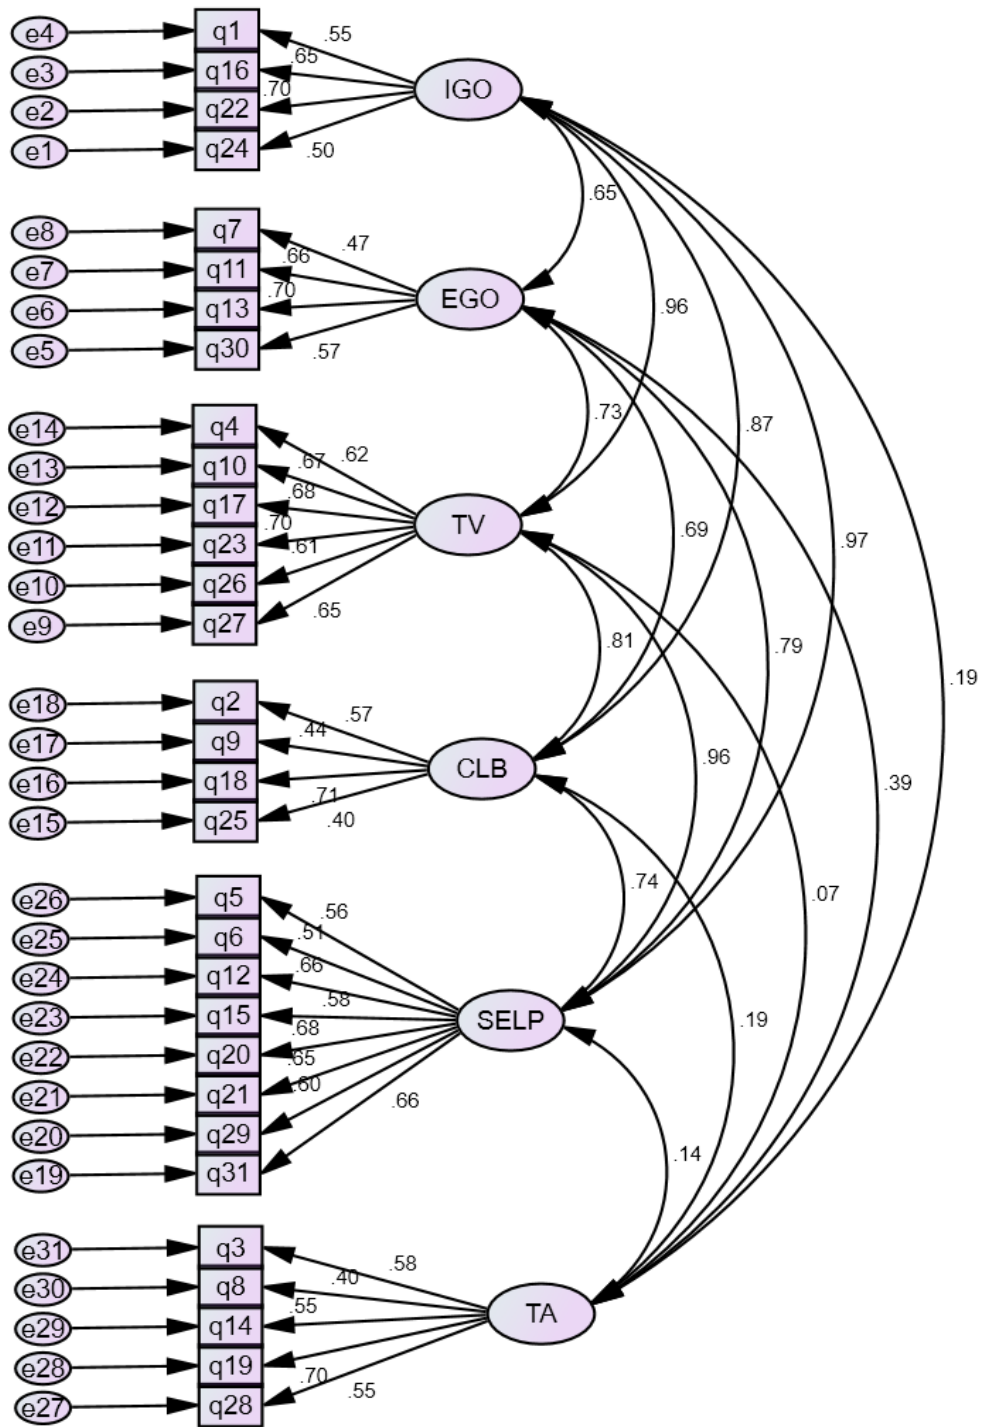 e4 q1 .55
e3 q16 .65 IGO
e2 q22 .70
e1 q24 .50
.65
e8 q7 .47
e7 q11 .66
e6 q13 .70 EGO
.96
e5 q30 .57
.73 .87
e14 q4 .62
e13 q10 .67
e12 q17 .68
e11 q23 .70 TV .69 .97
e10 q26 .61
e9 q27 .65
.81 .79
.19
e18 q2 .57
e17 q9 .44
.96
e16 q18 CLB .39
e15 q25 .71
.40
.74 .07
e26 q5 .56
e25 q6 .51
e24 q12 .66
e23 q15 .58 SELP .19
e22 q20 .68
e21 q21 .65
e20 q29 .60
.66
e19 q31 .14
e31 q3 .58
e30 q8 .40
e29 q14 .55 TA
e28 q19 .70
e27 q28 .55